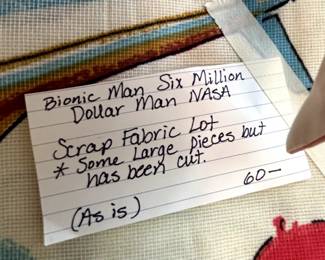 Bionic Man Six Million
Dollar Man NASA
Scrap Fabric Lot
* Some Large Pieces but
has been cut.
60—
(As is)